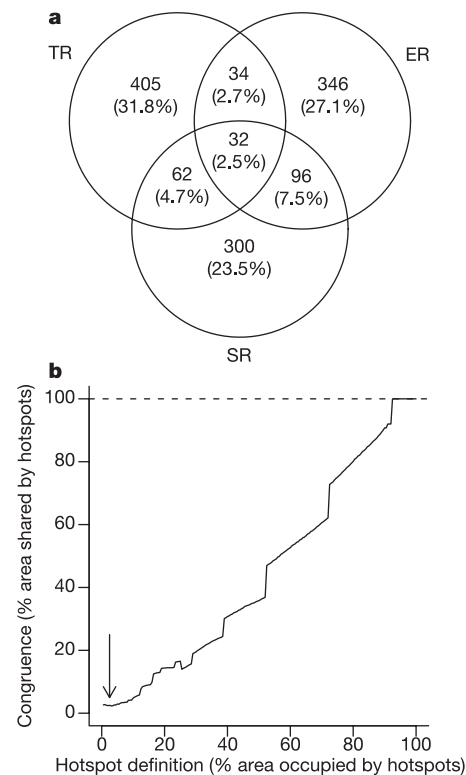 a
TR
ER
405
(31.8%)
34
(2.7%)
346
(27.1%)
32
(2.5%)
62
(4.7%)
96
(7.5%)
300
(23.5%)
SR
b
Congruence (% area shared by hotspots)
100
80
60
40
20
0
0 20 40 60 80 100
Hotspot definition (% area occupied by hotspots)